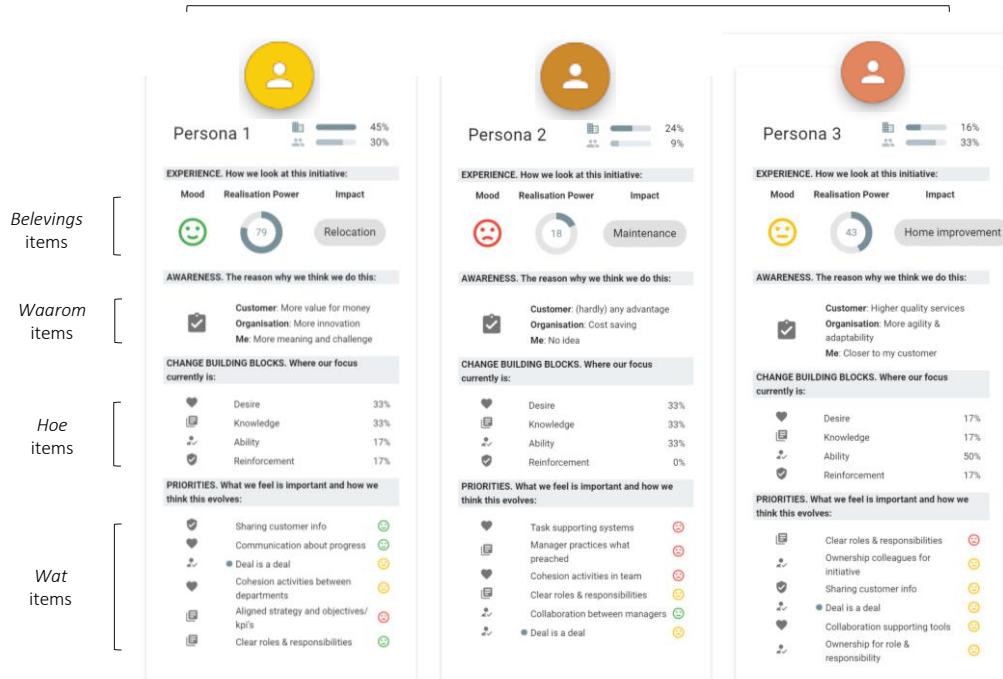 Belevings
items
Waarom
items
Hoe
items
Wat
items
Persona 1
45%
30%
EXPERIENCE. How we look at this initiative:
Mood Realisation Power Impact
79
Relocation
AWARENESS. The reason why we think we do this:
Customer: More value for money
Organisation: More innovation
Me: More meaning and challenge
CHANGE BUILDING BLOCKS. Where our focus
currently is:
Desire 33%
Knowledge 33%
Ability 17%
Reinforcement 17%
PRIORITIES. What we feel is important and how we
think this evolves:
Sharing customer info
Communication about progress
Deal is a deal
Cohesion activities between
departments
Aligned strategy and objectives/
kpi's
Clear roles & responsibilities
Persona 2
24%
9%
EXPERIENCE. How we look at this initiative:
Mood Realisation Power Impact
18
Maintenance
AWARENESS. The reason why we think we do this:
Customer: (hardly) any advantage
Organisation: Cost saving
Me: No idea
CHANGE BUILDING BLOCKS. Where our focus
currently is:
Desire 33%
Knowledge 33%
Ability 33%
Reinforcement 0%
PRIORITIES. What we feel is important and how we
think this evolves:
Task supporting systems
Manager practices what
preached
Cohesion activities in team
Clear roles & responsibilities
Collaboration between managers
Deal is a deal
Persona 3
16%
33%
EXPERIENCE. How we look at this initiative:
Mood Realisation Power Impact
43
Home improvement
AWARENESS. The reason why we think we do this:
Customer: Higher quality services
Organisation: More agility &
adaptability
Me: Closer to my customer
CHANGE BUILDING BLOCKS. Where our focus
currently is:
Desire 17%
Knowledge 17%
Ability 50%
Reinforcement 17%
PRIORITIES. What we feel is important and how we
think this evolves:
Clear roles & responsibilities
Ownership colleagues for
initiative
Sharing customer info
Deal is a deal
Collaboration supporting tools
Ownership for role &
responsibility